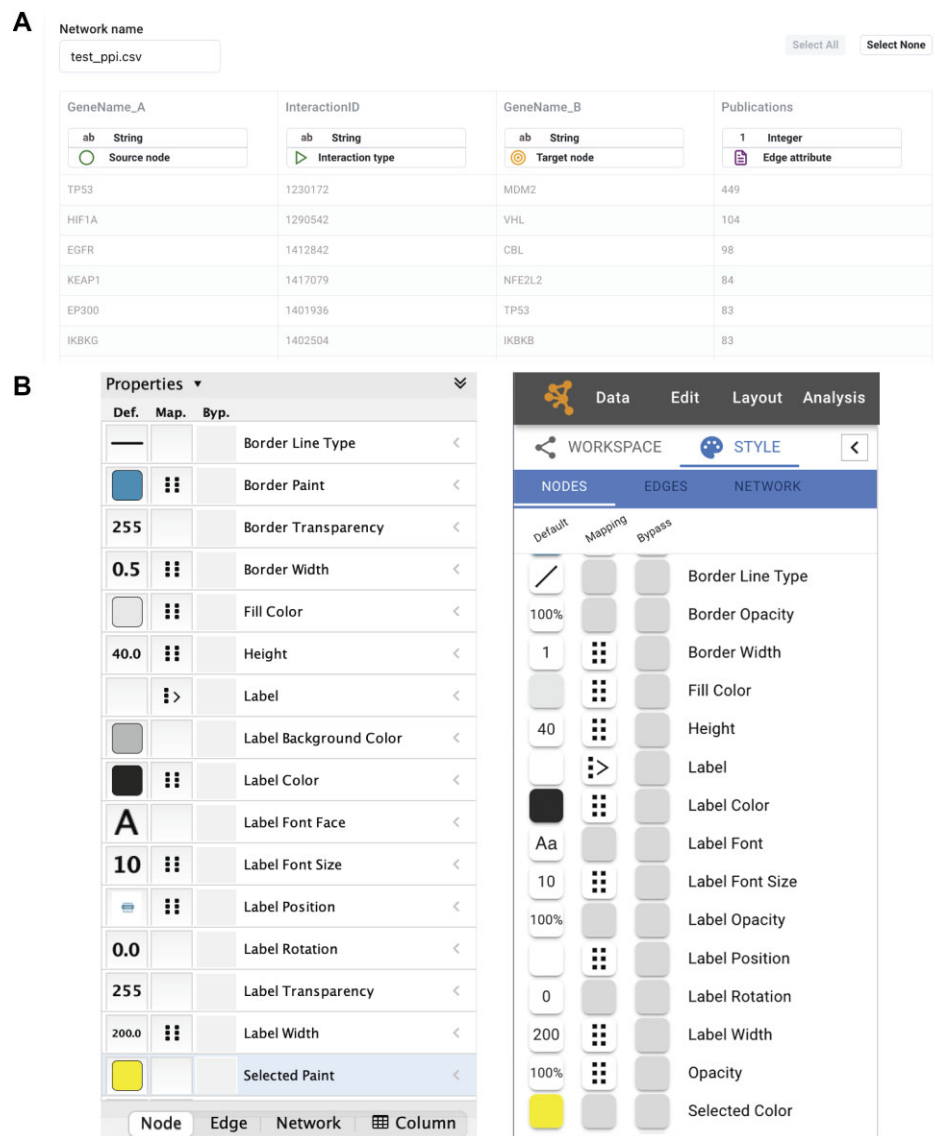 A
Network name
test_ppi.csv
Select All Select None
GeneName_A InteractionID GeneName_B Publications
ab String ab String ab String 1 Integer
Source node Interaction type Target node Edge attribute
TP53 1230172 MDM2 449
HIF1A 1290542 VHL 104
EGFR 1412842 CBL 98
KEAP1 1417079 NFE2L2 84
EP300 1401936 TP53 83
IKBKG 1402504 IKBKB 83
B
Properties
Def. Map. Byp.
Border Line Type
Border Paint
255 Border Transparency
0.5 Border Width
Fill Color
40.0 Height
Label
Label Background Color
Label Color
A Label Font Face
10 Label Font Size
Label Position
0.0 Label Rotation
255 Label Transparency
200.0 Label Width
Selected Paint
Node Edge Network Column
Data Edit Layout Analysis
WORKSPACE STYLE
NODES EDGES NETWORK
Default Mapping Bypass
Border Line Type
100% Border Opacity
1 Border Width
Fill Color
40 Height
Label
Label Color
Aa Label Font
10 Label Font Size
100% Label Opacity
Label Position
0 Label Rotation
200 Label Width
100% Opacity
Selected Color